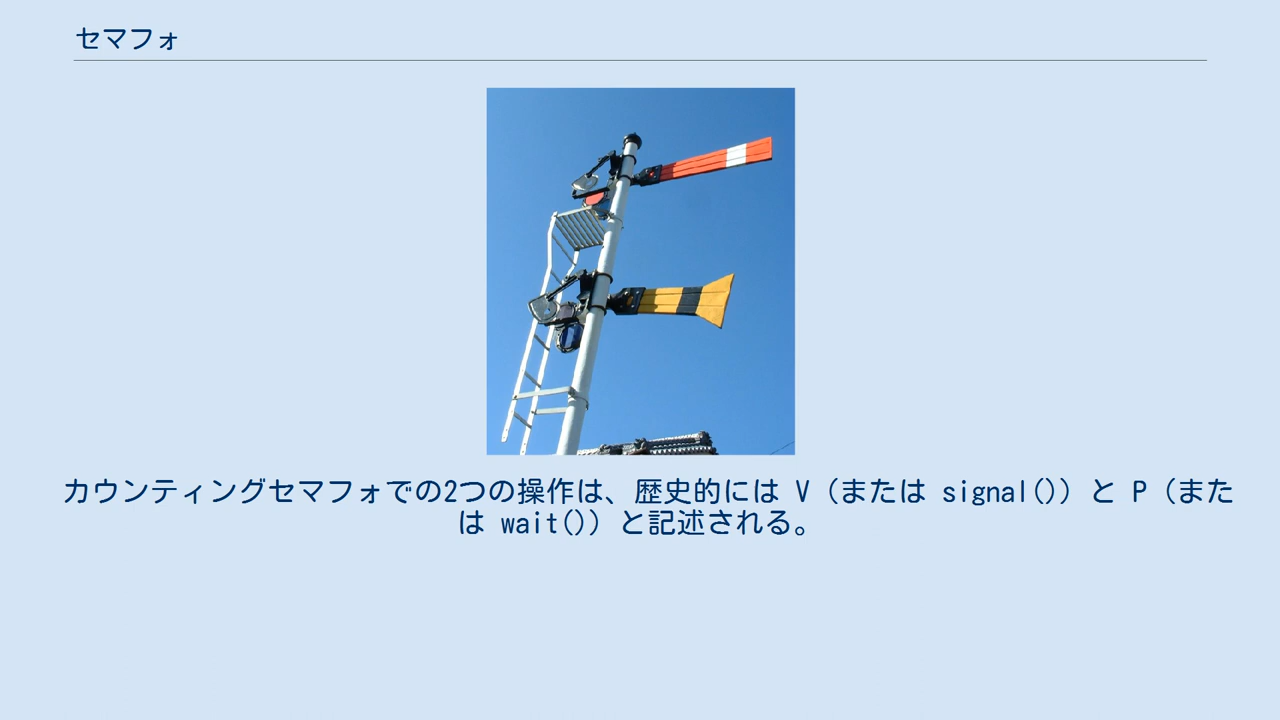 セマフォ
カウンティングセマフォでの2つの操作は、歴史的には V（または signal()）と P（また
は wait()）と記述される。